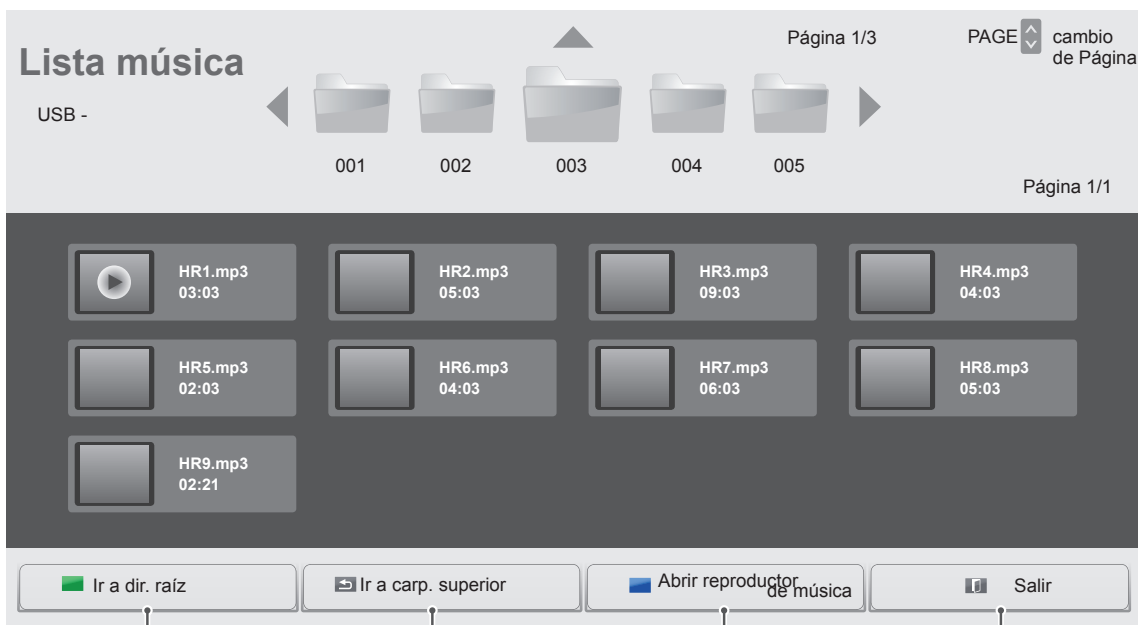 Lista música
USB -
Página 1/3
PAGE cambio
de Página
001 002 003 004 005
Página 1/1
HR1.mp3
03:03
HR2.mp3
05:03
HR3.mp3
09:03
HR4.mp3
04:03
HR5.mp3
02:03
HR6.mp3
04:03
HR7.mp3
06:03
HR8.mp3
05:03
HR9.mp3
02:21
Ir a dir. raíz
Ir a carp. superior
Abrir reproductor
de música
Salir